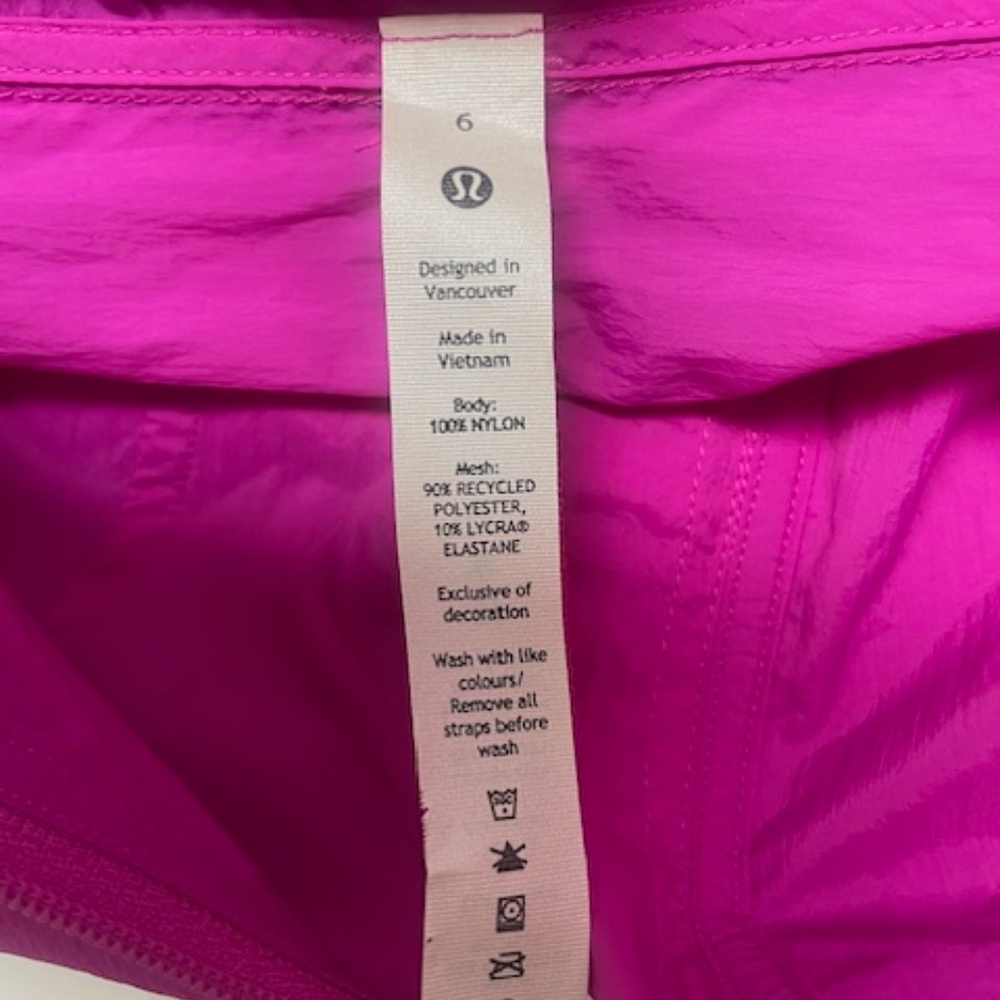 6
Designed in
Vancouver
Made in
Vietnam
Body:
100% NYLON
Mesh:
90% RECYCLED
POLYESTER,
10% LYCRA®
ELASTANE
Exclusive of
decoration
Wash with like
colours/
Remove all
straps before
wash